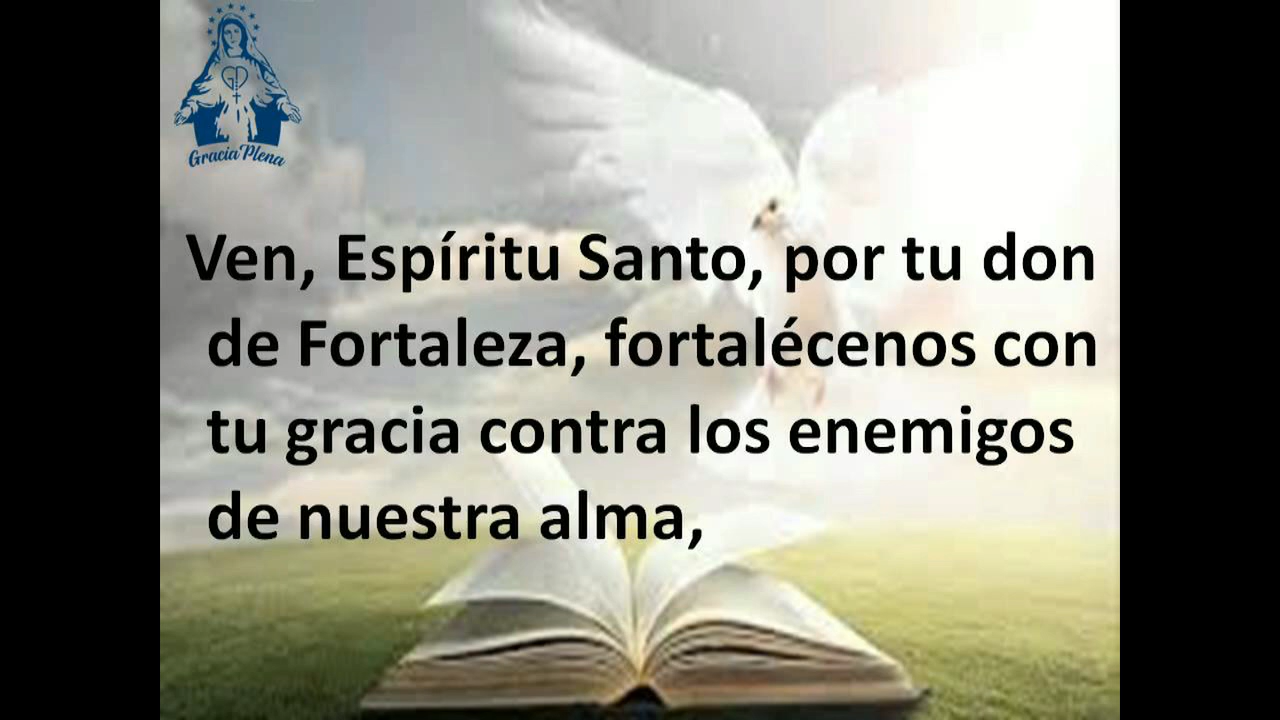 Gracia Plena
Ven, Espíritu Santo, por tu don
de Fortaleza, fortalécenos con
tu gracia contra los enemigos
de nuestra alma,